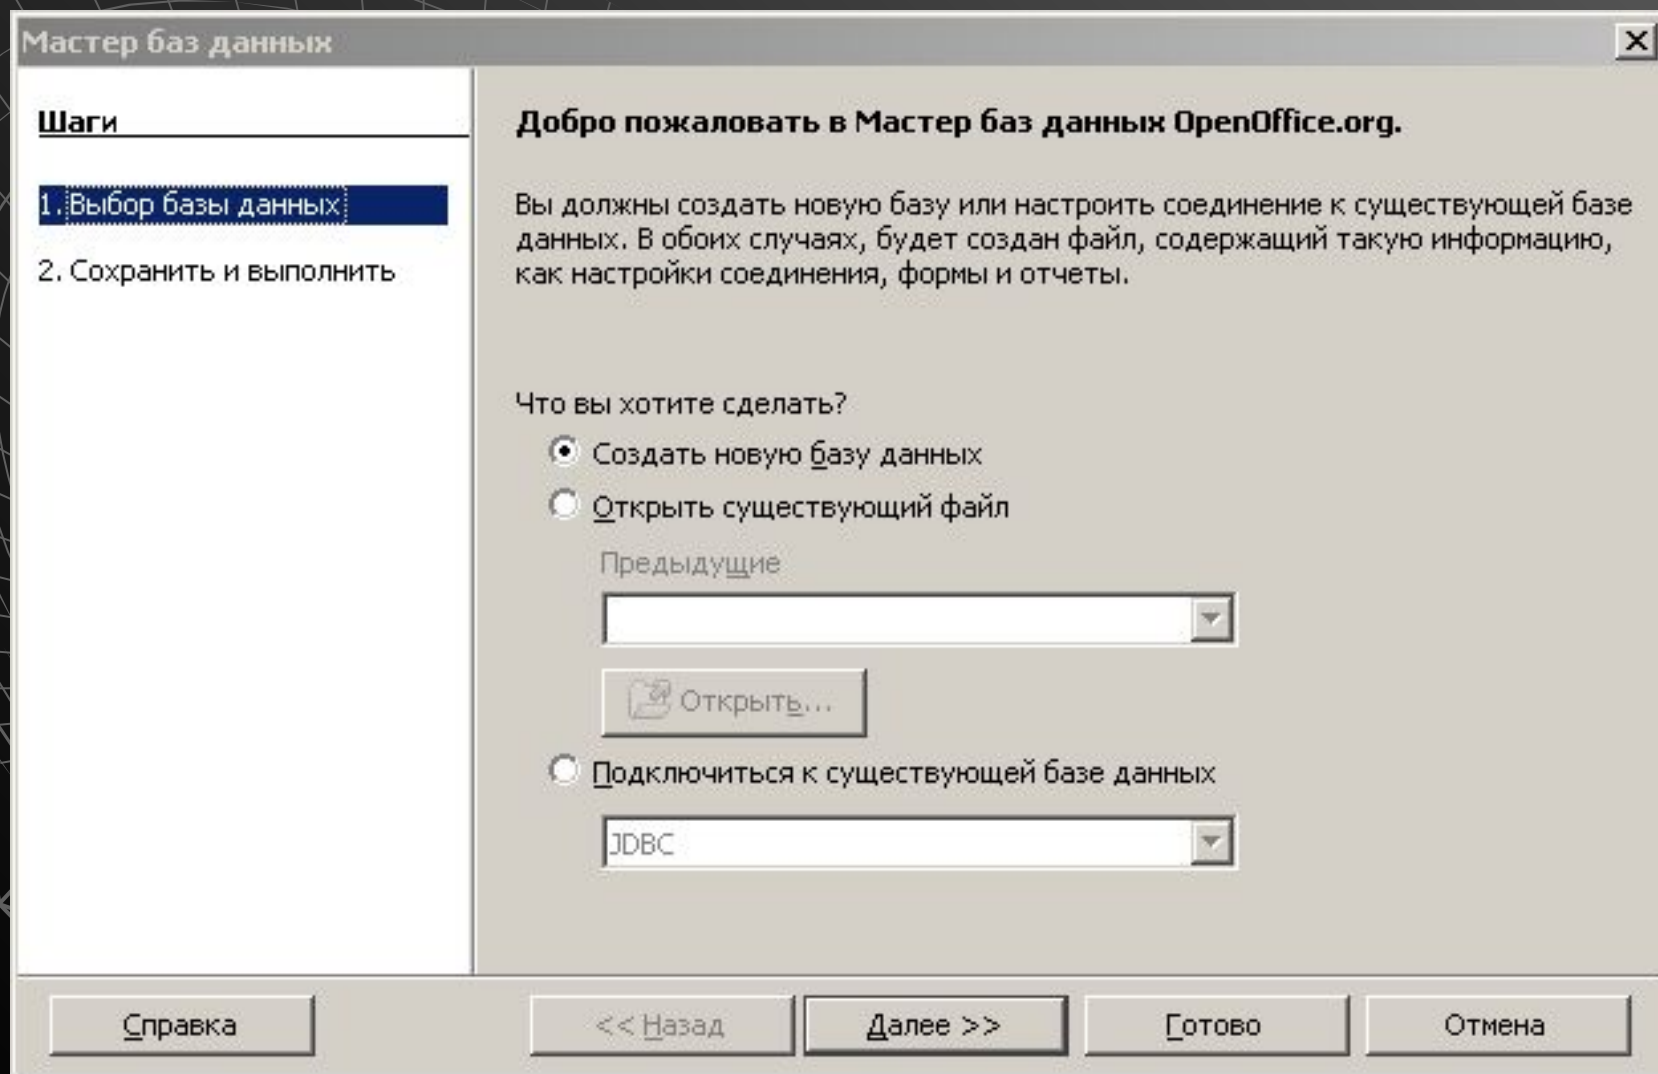 Мастер баз данных
Шаги
1. Выбор базы данных
2. Сохранить и выполнить
Добро пожаловать в Мастер баз данных OpenOffice.org.
Вы должны создать новую базу или настроить соединение к существующей базе
данных. В обоих случаях, будет создан файл, содержащий такую информацию,
как настройки соединения, формы и отчеты.
Что вы хотите сделать?
Создать новую базу данных
Открыть существующий файл
Предыдущие
Открыть...
Подключиться к существующей базе данных
JDBC
Справка
<< Назад
Далее >>
Готово
Отмена